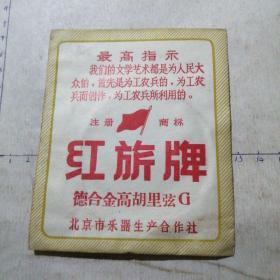 最高指示
我们的文学艺术都是为人民大
众的，首先是为工农兵的，为工农
兵而创作，为工农兵所利用的。
注册 商标
红旗牌
德合金高胡里弦G
北京市乐器生产合作社